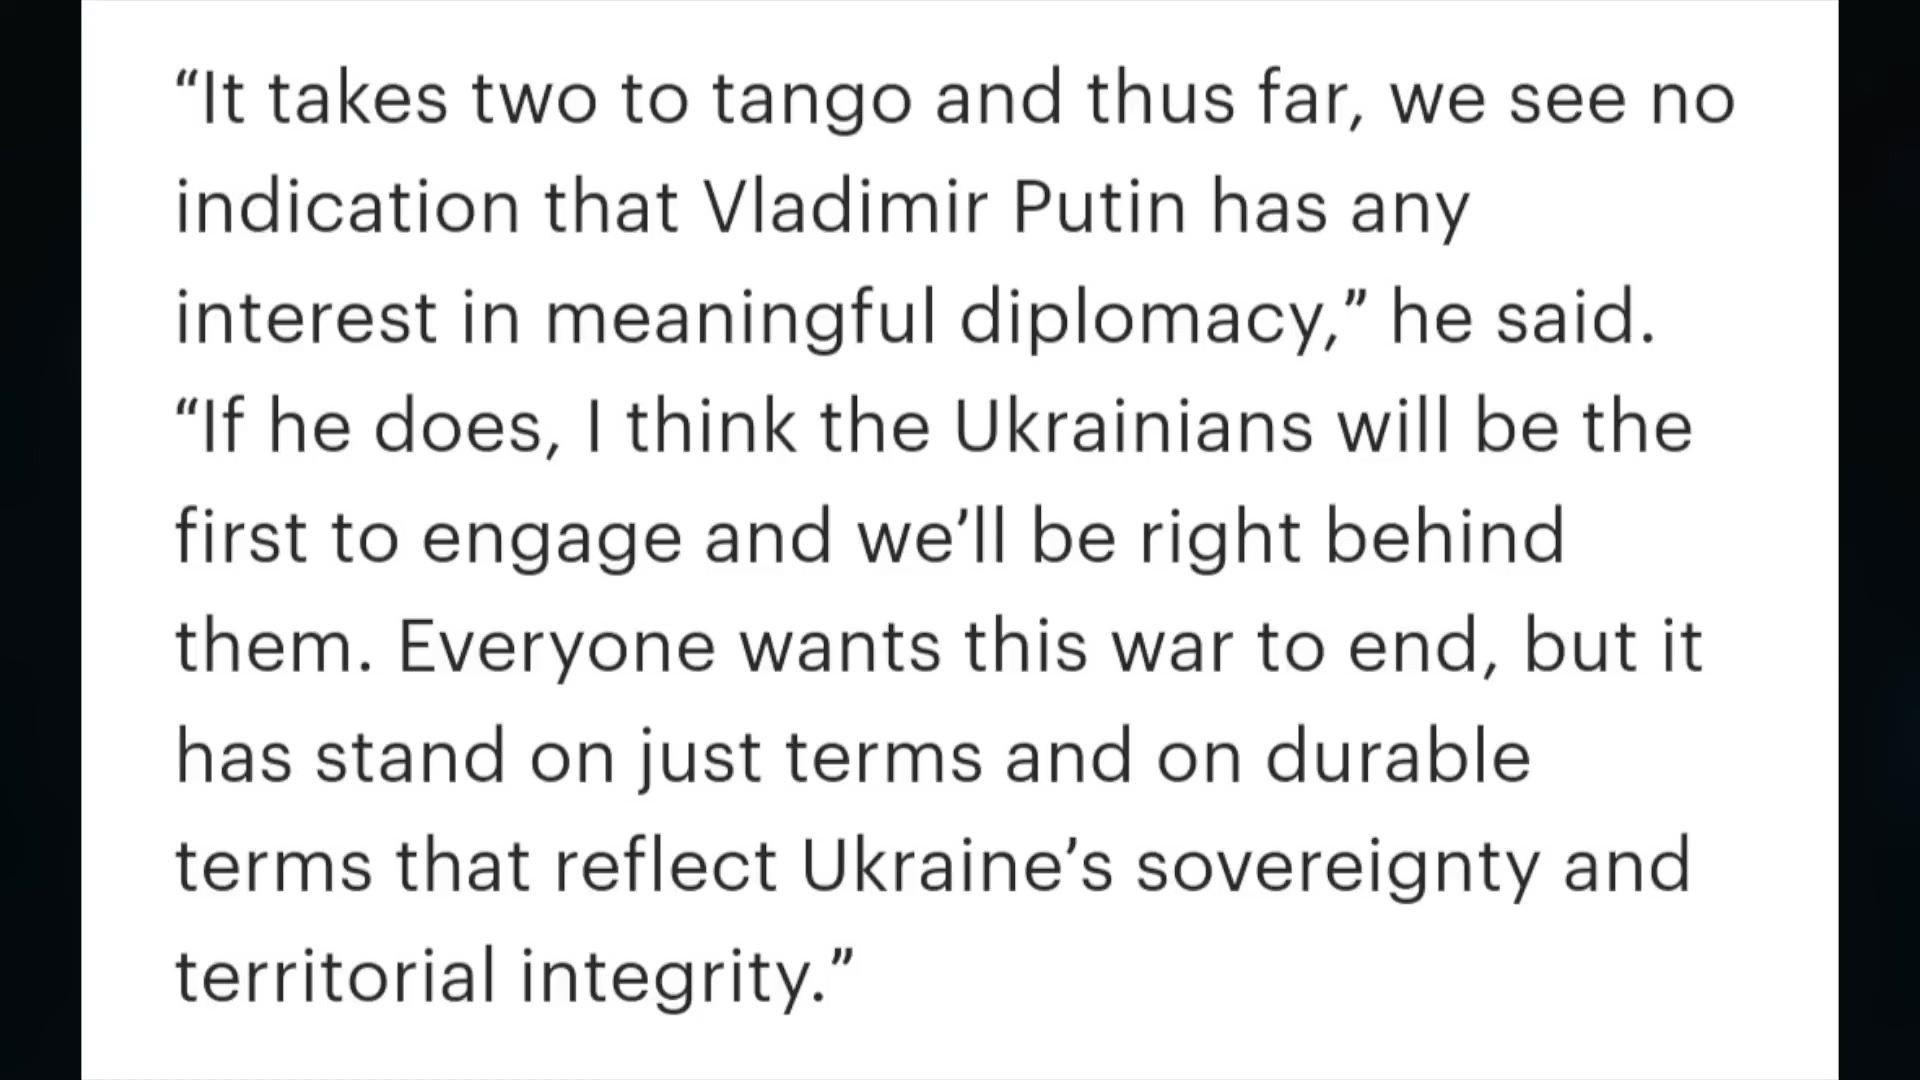 “It takes two to tango and thus far, we see no
indication that Vladimir Putin has any
interest in meaningful diplomacy,” he said.
“If he does, I think the Ukrainians will be the
first to engage and we’ll be right behind
them. Everyone wants this war to end, but it
has stand on just terms and on durable
terms that reflect Ukraine’s sovereignty and
territorial integrity.”